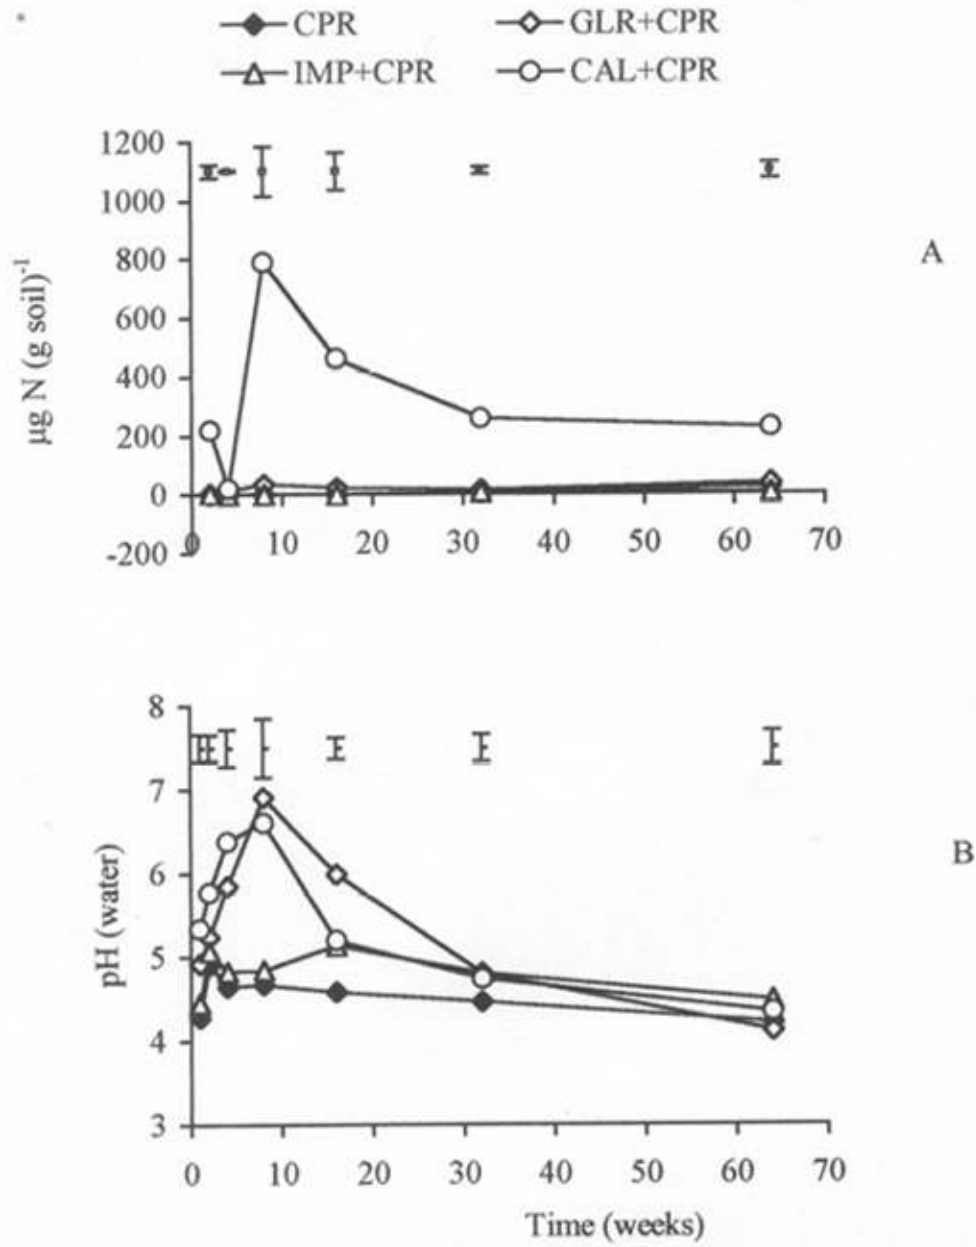 CPR GLR+CPR
IMP+CPR CAL+CPR
1200
1000
800
600
400
200
0
-200
0 10 20 30 40 50 60 70
µg N (g soil)⁻¹
A
8
7
6
5
4
3
0 10 20 30 40 50 60 70
pH (water)
B
Time (weeks)